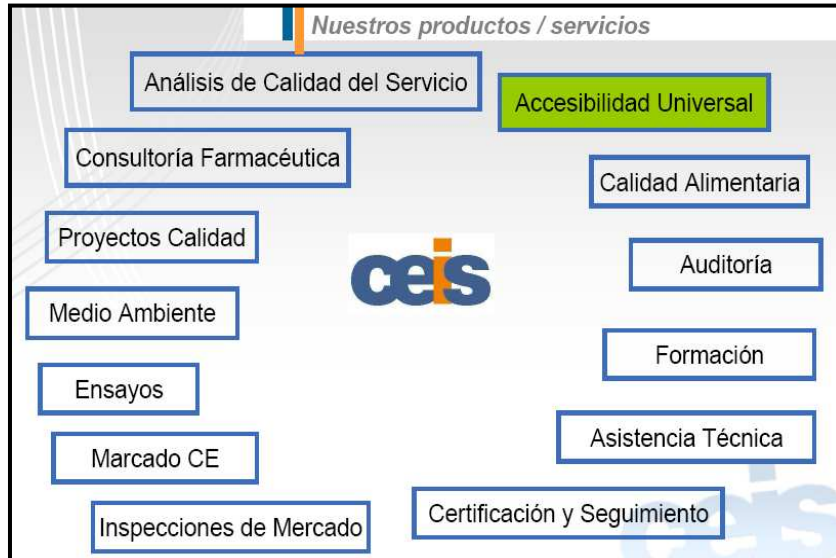 Nuestros productos / servicios
Análisis de Calidad del Servicio
Accesibilidad Universal
Consultoría Farmacéutica
Calidad Alimentaria
Proyectos Calidad
Auditoría
ceis
Medio Ambiente
Formación
Ensayos
Asistencia Técnica
Marcado CE
Certificación y Seguimiento
Inspecciones de Mercado
ceis